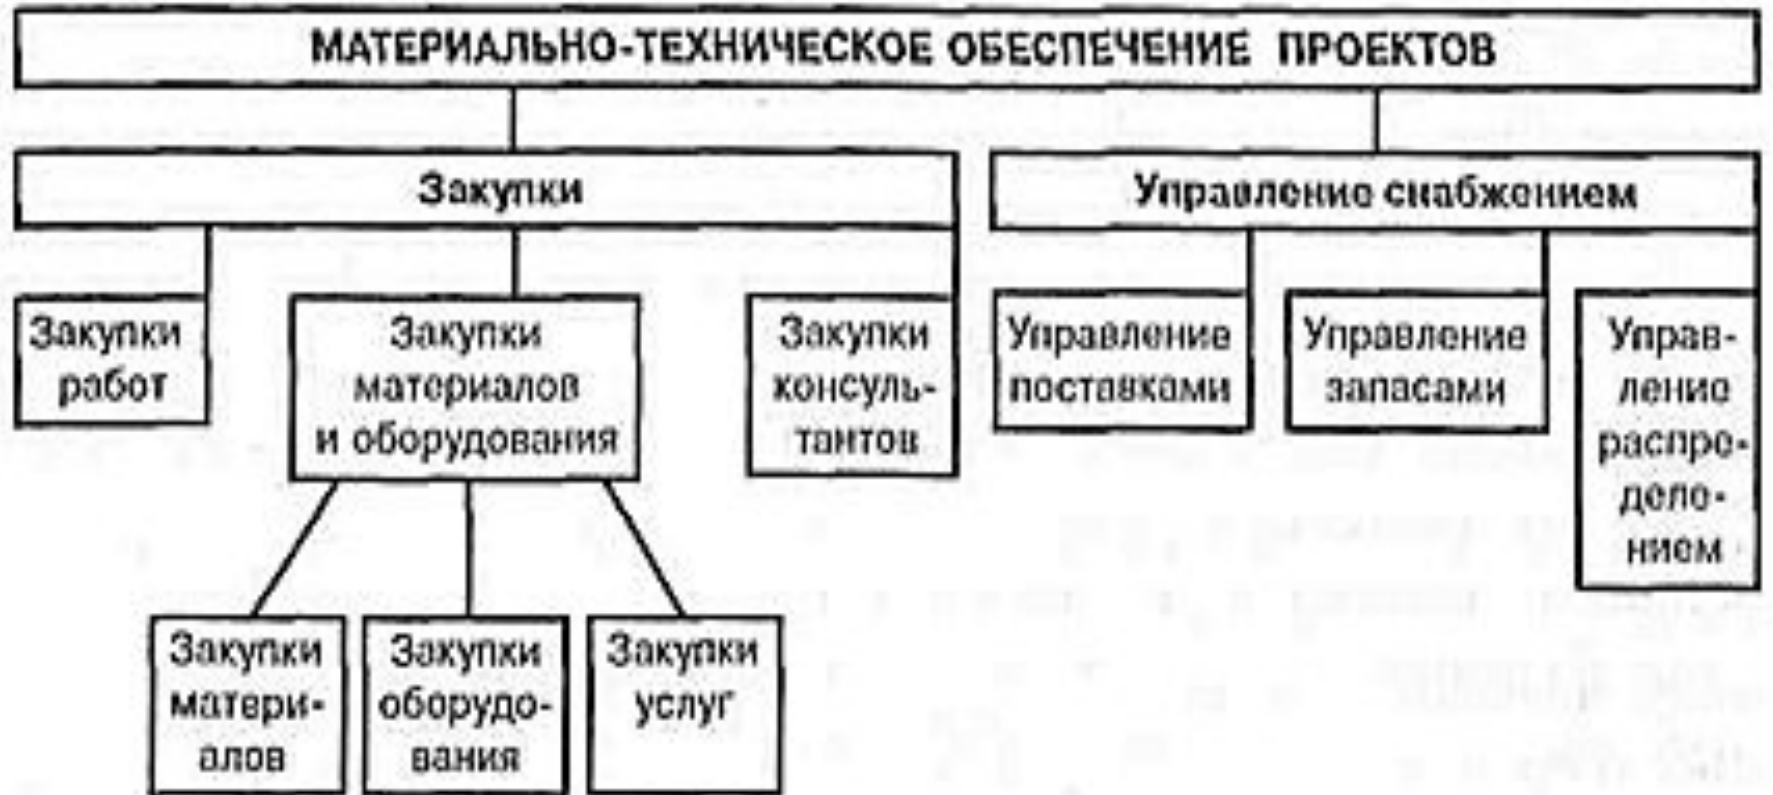 МАТЕРИАЛЬНО-ТЕХНИЧЕСКОЕ ОБЕСПЕЧЕНИЕ ПРОЕКТОВ
Закупки
Управление снабжением
Закупки
работ
Закупки
материалов
и оборудования
Закупки
консуль-
тантов
Управление
поставками
Управление
запасами
Управ-
ление
распре-
деле-
нием
Закупки
матери-
алов
Закупки
оборудо-
вания
Закупки
услуг